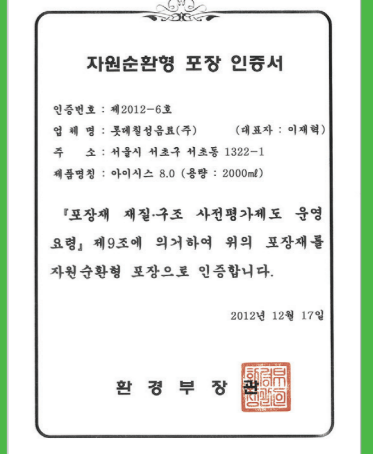 자원순환형 포장 인증서
인증번호 : 제2012-6호
업 체 명 : 롯데칠성음료(주) (대표자 : 이재혁)
주 소 : 서울시 서초구 서초동 1322-1
제품명칭 : 아이시스 8.0 (용량 : 2000㎖)
『포장재 재질·구조 사전평가제도 운영
요령』 제9조에 의거하여 위의 포장재를
자원순환형 포장으로 인증합니다.
2012년 12월 17일
환 경 부 장 관